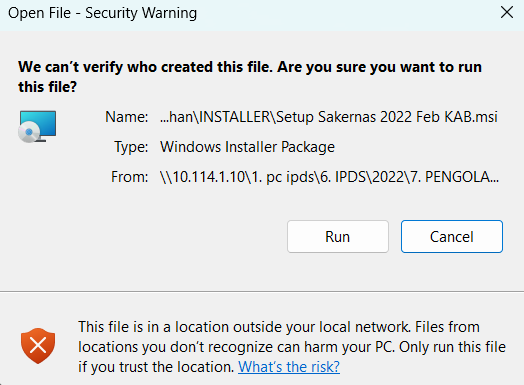 Open File - Security Warning
We can't verify who created this file. Are you sure you want to run
this file?
Name: ...han\INSTALLER\Setup Sakernas 2022 Feb KAB.msi
Type: Windows Installer Package
From: \\10.114.1.10\1. pc ipds\6. IPDS\2022\7. PENGOLA...
Run
Cancel
This file is in a location outside your local network. Files from
locations you don't recognize can harm your PC. Only run this file
if you trust the location. What's the risk?